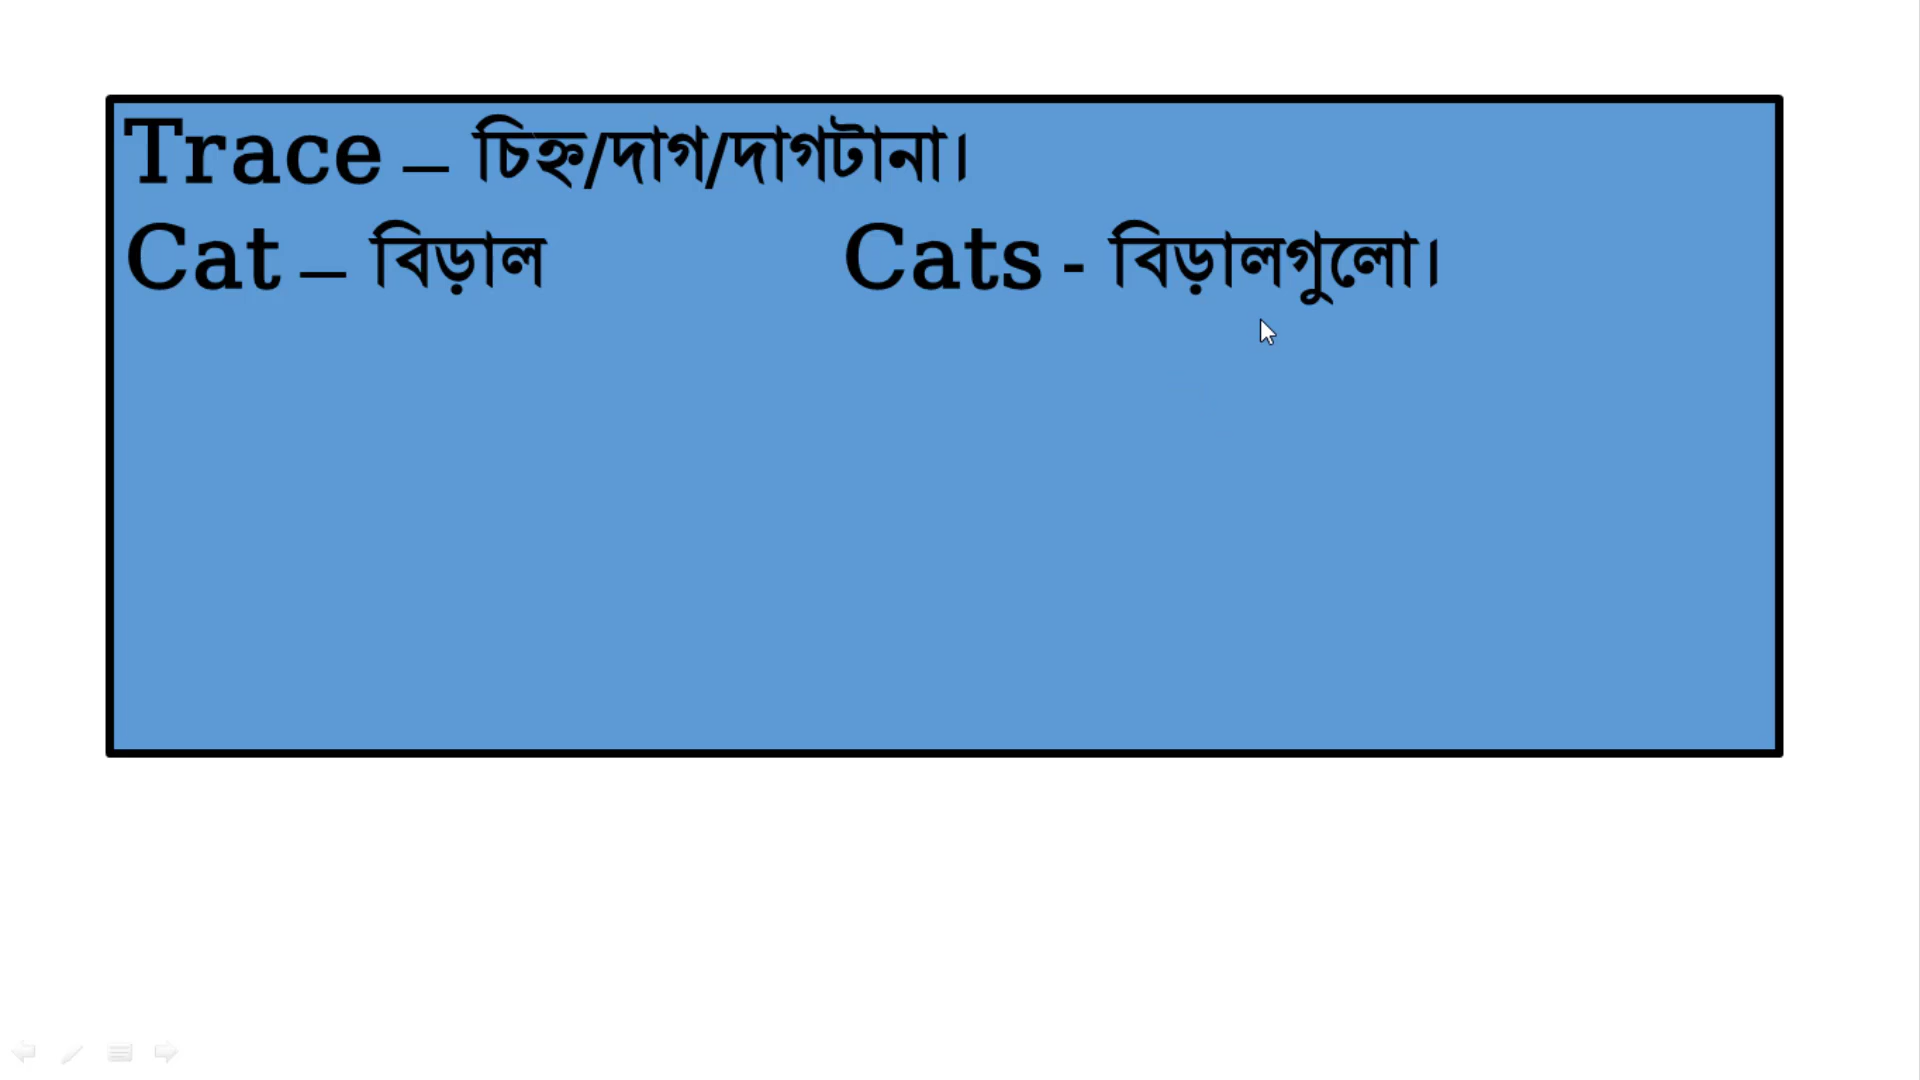 Trace – চিহ্ন/দাগ/দাগটানা।
Cat – বিড়াল Cats - বিড়ালগুলো।